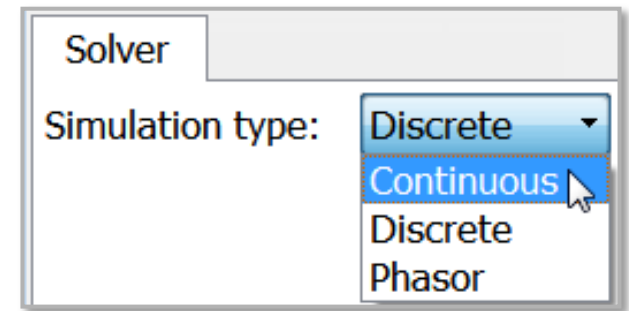 Solver
Simulation type: Discrete
Continuous
Discrete
Phasor